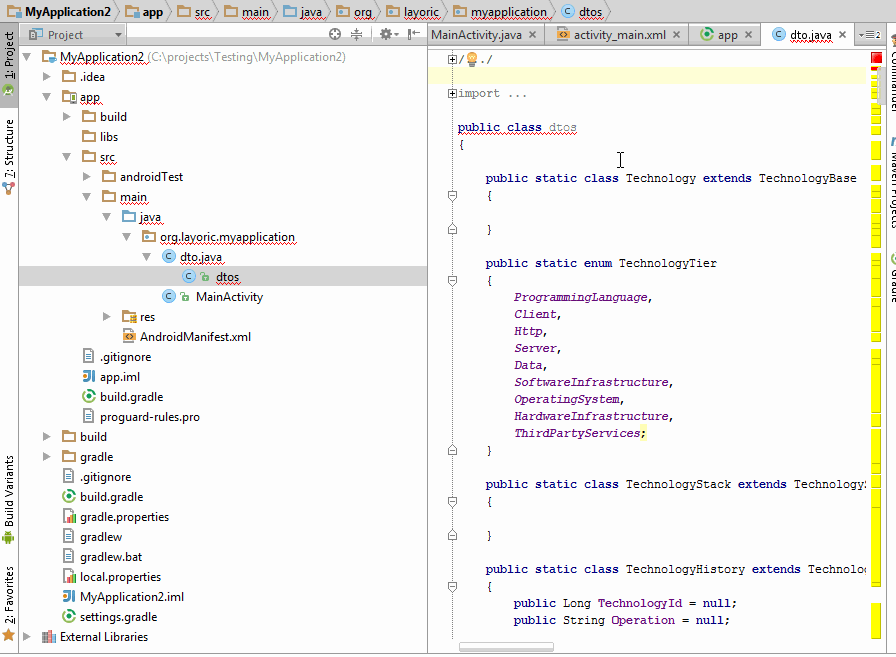 MyApplication2 app src main java org layoric myapplication dtos
Project
MainActivity.java activity_main.xml app dto.java
2
1: Project
7: Structure
Build Variants
2: Favorites
MyApplication2 (C:\projects\Testing\MyApplication2)
.idea
app
build
libs
src
androidTest
main
java
org.layoric.myapplication
dto.java
dtos
MainActivity
res
AndroidManifest.xml
.gitignore
app.iml
build.gradle
proguard-rules.pro
build
gradle
.gitignore
build.gradle
gradle.properties
gradlew
gradlew.bat
local.properties
MyApplication2.iml
settings.gradle
External Libraries
/ ./
import ...
public class dtos
{
public static class Technology extends TechnologyBase
{
}
public static enum TechnologyTier
{
ProgrammingLanguage,
Client,
Http,
Server,
Data,
SoftwareInfrastructure,
OperatingSystem,
HardwareInfrastructure,
ThirdPartyServices;
}
public static class TechnologyStack extends Technology
{
}
public static class TechnologyHistory extends Technolo
{
public Long TechnologyId = null;
public String Operation = null;
Commander
Maven Projects
Gradle